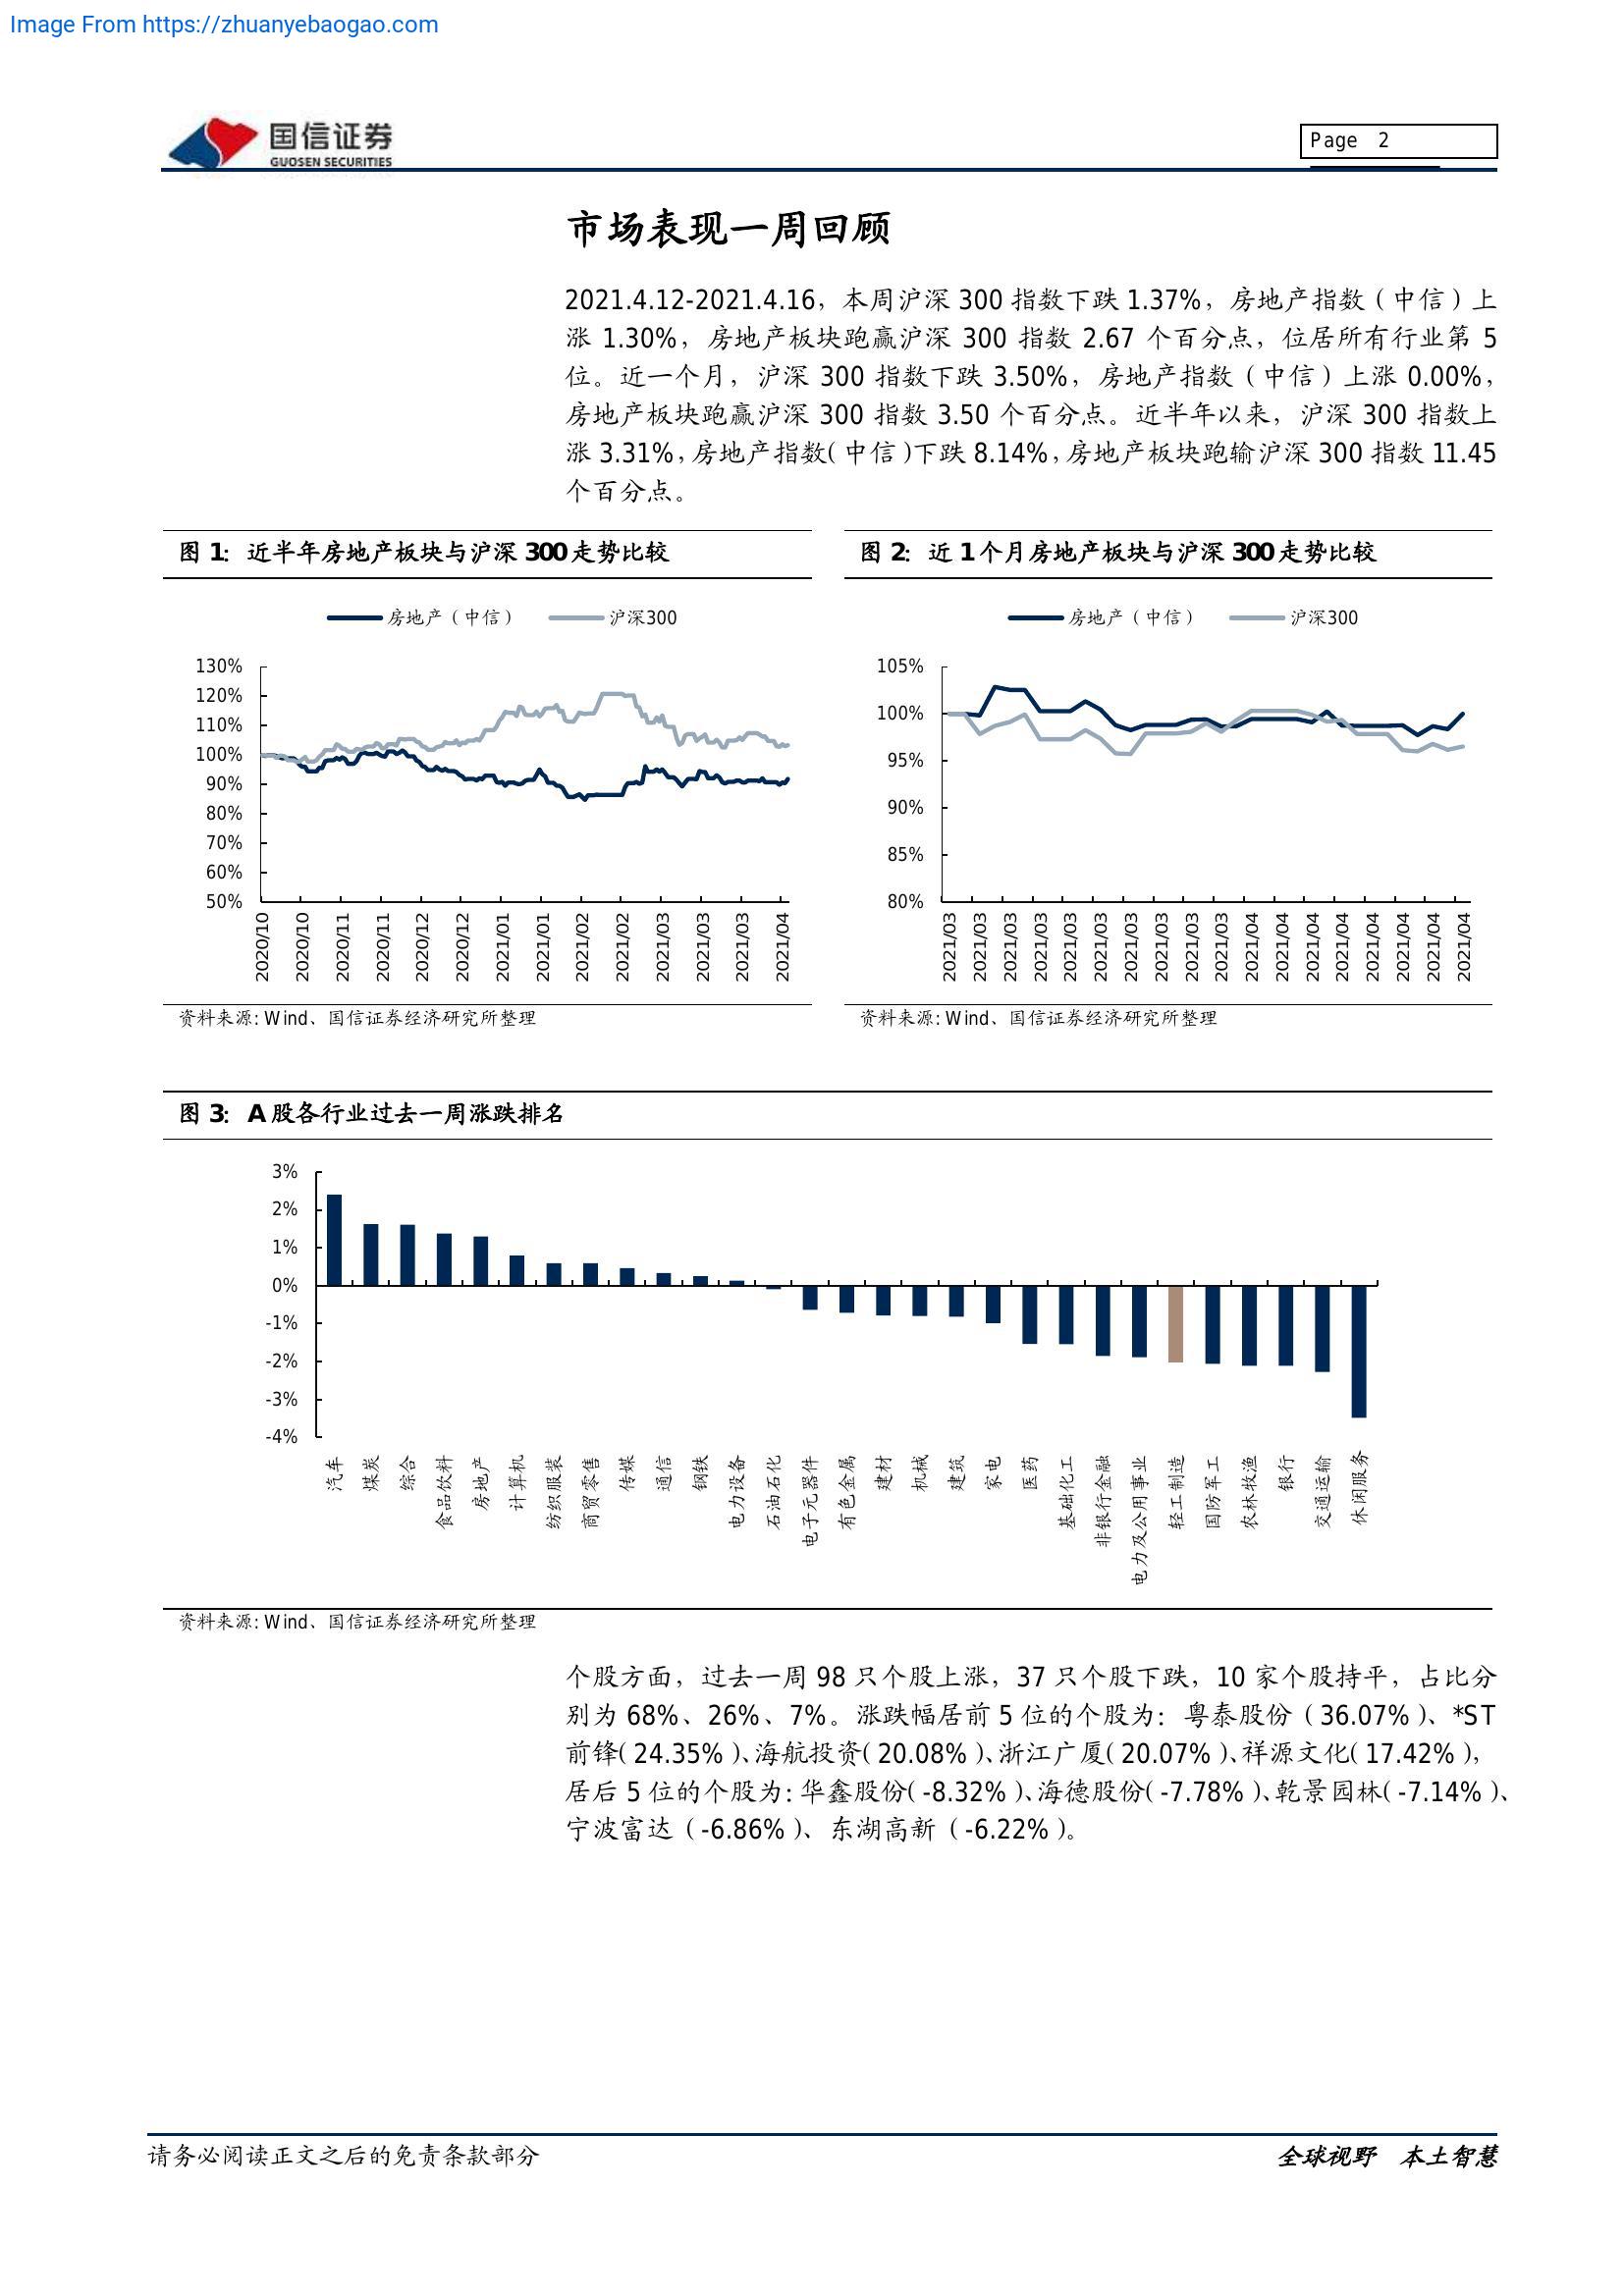 Image From https://zhuanyebaogao.com
国信证券
GUOSEN SECURITIES
Page 2
市场表现一周回顾
2021.4.12-2021.4.16，本周沪深 300 指数下跌 1.37%，房地产指数（中信）上
涨 1.30%，房地产板块跑赢沪深 300 指数 2.67 个百分点，位居所有行业第 5
位。近一个月，沪深 300 指数下跌 3.50%，房地产指数（中信）上涨 0.00%，
房地产板块跑赢沪深 300 指数 3.50 个百分点。近半年以来，沪深 300 指数上
涨 3.31%，房地产指数(中信)下跌 8.14%，房地产板块跑输沪深 300 指数 11.45
个百分点。
图 1：近半年房地产板块与沪深 300 走势比较
房地产（中信） 沪深300
130%
120%
110%
100%
90%
80%
70%
60%
50%
2020/10 2020/10 2020/11 2020/11 2020/12 2020/12 2021/01 2021/01 2021/02 2021/02 2021/03 2021/03 2021/03 2021/04
资料来源：Wind、国信证券经济研究所整理
图 2：近 1 个月房地产板块与沪深 300 走势比较
房地产（中信） 沪深300
105%
100%
95%
90%
85%
80%
2021/03 2021/03 2021/03 2021/03 2021/03 2021/03 2021/03 2021/03 2021/03 2021/03 2021/04 2021/04 2021/04 2021/04 2021/04 2021/04 2021/04 2021/04
资料来源：Wind、国信证券经济研究所整理
图 3：A 股各行业过去一周涨跌排名
3%
2%
1%
0%
-1%
-2%
-3%
-4%
汽车 煤炭 综合 食品饮料 房地产 计算机 纺织服装 商贸零售 传媒 通信 钢铁 电力设备 石油石化 电子元器件 有色金属 建材 机械 建筑 家电 医药 基础化工 非银行金融 电力及公用事业 轻工制造 国防军工 农林牧渔 银行 交通运输 休闲服务
资料来源：Wind、国信证券经济研究所整理
个股方面，过去一周 98 只个股上涨，37 只个股下跌，10 家个股持平，占比分
别为 68%、26%、7%。涨跌幅居前 5 位的个股为：粤泰股份（36.07%）、*ST
前锋(24.35%)、海航投资(20.08%)、浙江广厦(20.07%)、祥源文化(17.42%)，
居后 5 位的个股为：华鑫股份(-8.32%)、海德股份(-7.78%)、乾景园林(-7.14%)、
宁波富达（-6.86%）、东湖高新（-6.22%）。
请务必阅读正文之后的免责条款部分
全球视野 本土智慧